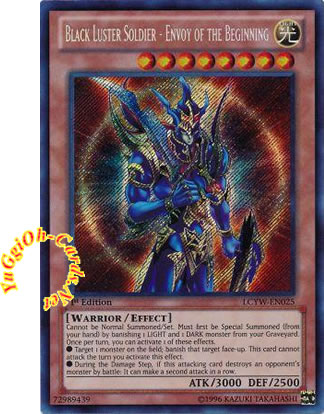 BLACK LUSTER SOLDIER - ENVOY OF THE BEGINNING
LIGHT
光
YuGgiOh-Cards.Net
1st Edition
LCYW-EN025
[WARRIOR / EFFECT]
Cannot be Normal Summoned/Set. Must first be Special Summoned (from
your hand) by banishing 1 LIGHT and 1 DARK monster from your Graveyard.
Once per turn, you can activate 1 of these effects.
● Target 1 monster on the field; banish that target face-up. This card cannot
attack the turn you activate this effect.
● During the Damage Step, if this attacking card destroys an opponent's
monster by battle: It can make a second attack in a row.
ATK/3000 DEF/2500
72989439
©1996 KAZUKI TAKAHASHI